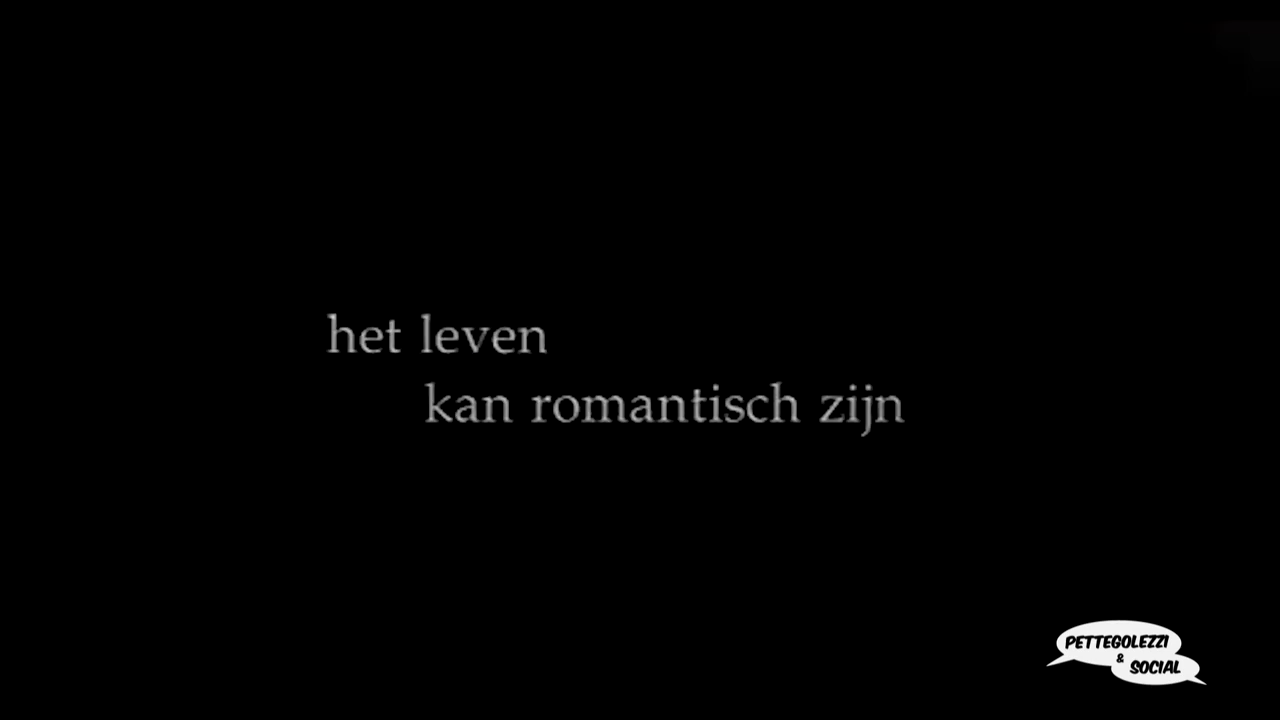 het leven
kan romantisch zijn
PETTEGOLEZZI
&
SOCIAL